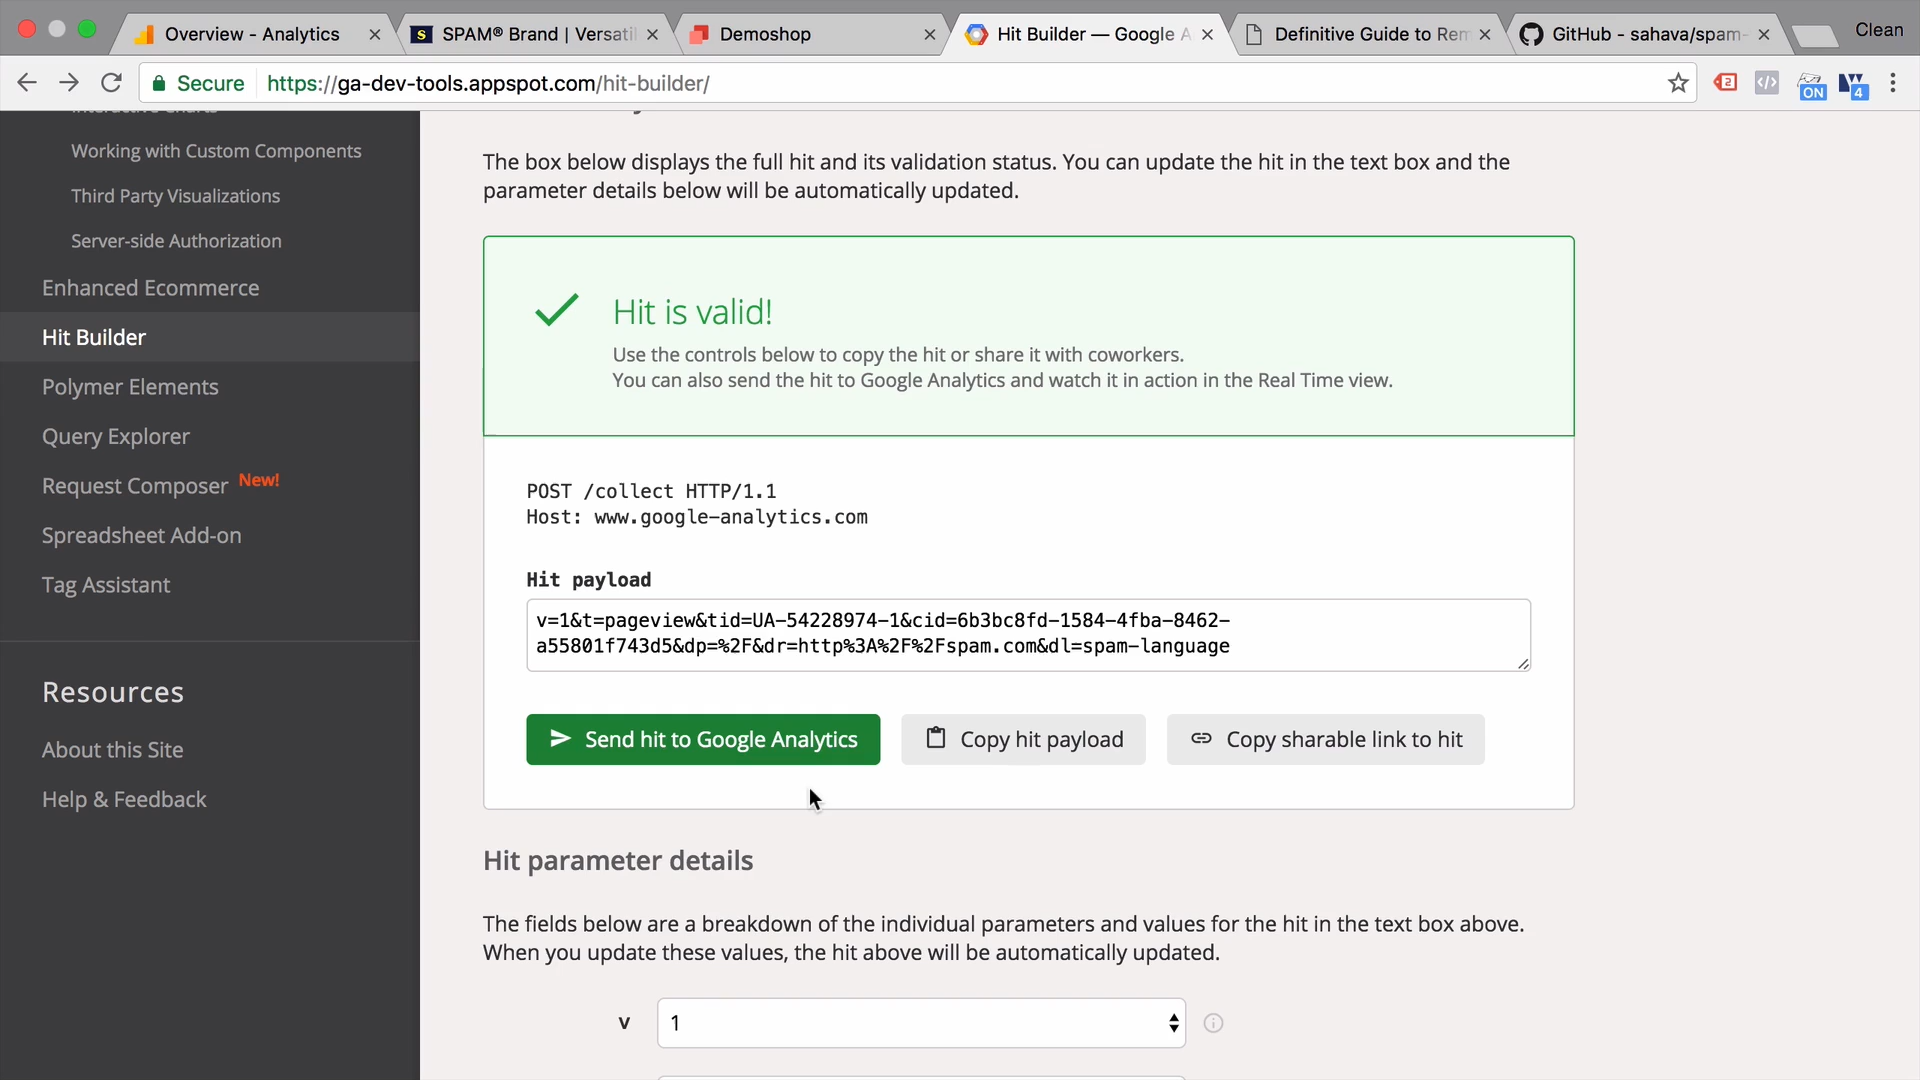 Overview - Analytics
SPAM® Brand | Versati
Demoshop
Hit Builder — Google A
Definitive Guide to Rem
GitHub - sahava/spam-
Clean
Secure
https://ga-dev-tools.appspot.com/hit-builder/
2
ON
4
Working with Custom Components
Third Party Visualizations
Server-side Authorization
Enhanced Ecommerce
Hit Builder
Polymer Elements
Query Explorer
Request Composer New!
Spreadsheet Add-on
Tag Assistant
Resources
About this Site
Help & Feedback
The box below displays the full hit and its validation status. You can update the hit in the text box and the
parameter details below will be automatically updated.
Hit is valid!
Use the controls below to copy the hit or share it with coworkers.
You can also send the hit to Google Analytics and watch it in action in the Real Time view.
POST /collect HTTP/1.1
Host: www.google-analytics.com
Hit payload
v=1&t=pageview&tid=UA-54228974-1&cid=6b3bc8fd-1584-4fba-8462-
a55801f743d5&dp=%2F&dr=http%3A%2F%2Fspam.com&dl=spam-language
Send hit to Google Analytics
Copy hit payload
Copy sharable link to hit
Hit parameter details
The fields below are a breakdown of the individual parameters and values for the hit in the text box above.
When you update these values, the hit above will be automatically updated.
v
1